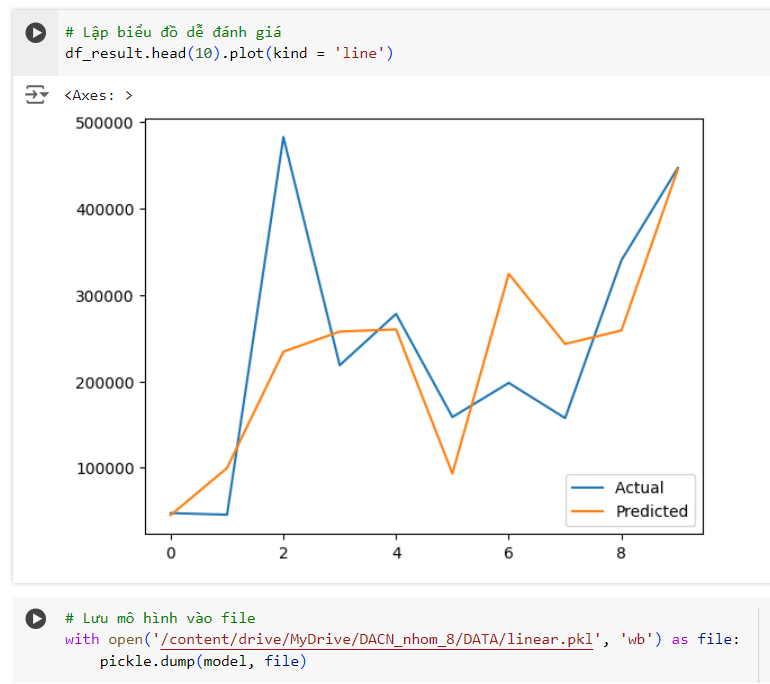 # Lập biểu đồ dễ đánh giá
df_result.head(10).plot(kind = 'line')
<Axes: >
500000
400000
300000
200000
100000
0 2 4 6 8
Actual
Predicted
# Lưu mô hình vào file
with open('/content/drive/MyDrive/DACN_nhom_8/DATA/linear.pkl', 'wb') as file:
    pickle.dump(model, file)